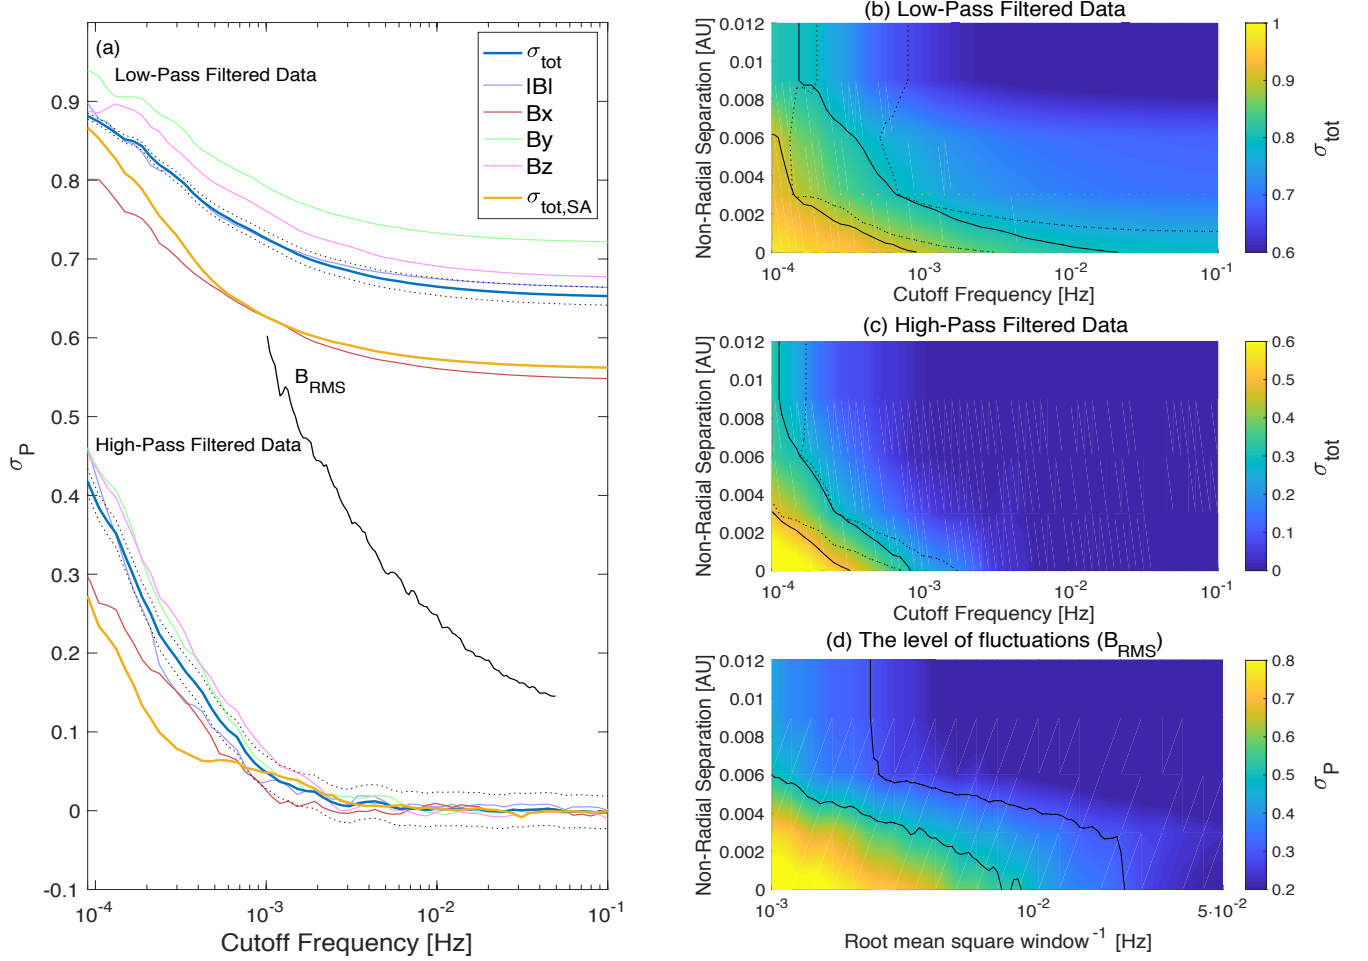 (a)
Low-Pass Filtered Data
σtot
|B|
Bx
By
Bz
σtot,SA
BRMS
High-Pass Filtered Data
σP
0.9
0.8
0.7
0.6
0.5
0.4
0.3
0.2
0.1
0
-0.1
10-4
10-3
10-2
10-1
Cutoff Frequency [Hz]
(b) Low-Pass Filtered Data
Non-Radial Separation [AU]
0.012
0.01
0.008
0.006
0.004
0.002
0
10-4
10-3
10-2
10-1
Cutoff Frequency [Hz]
1
0.9
0.8
0.7
0.6
σtot
(c) High-Pass Filtered Data
Non-Radial Separation [AU]
0.012
0.01
0.008
0.006
0.004
0.002
0
10-4
10-3
10-2
10-1
Cutoff Frequency [Hz]
0.6
0.5
0.4
0.3
0.2
0.1
0
σtot
(d) The level of fluctuations (BRMS)
Non-Radial Separation [AU]
0.012
0.01
0.008
0.006
0.004
0.002
0
10-3
10-2
5·10-2
Root mean square window-1 [Hz]
0.8
0.7
0.6
0.5
0.4
0.3
0.2
σP